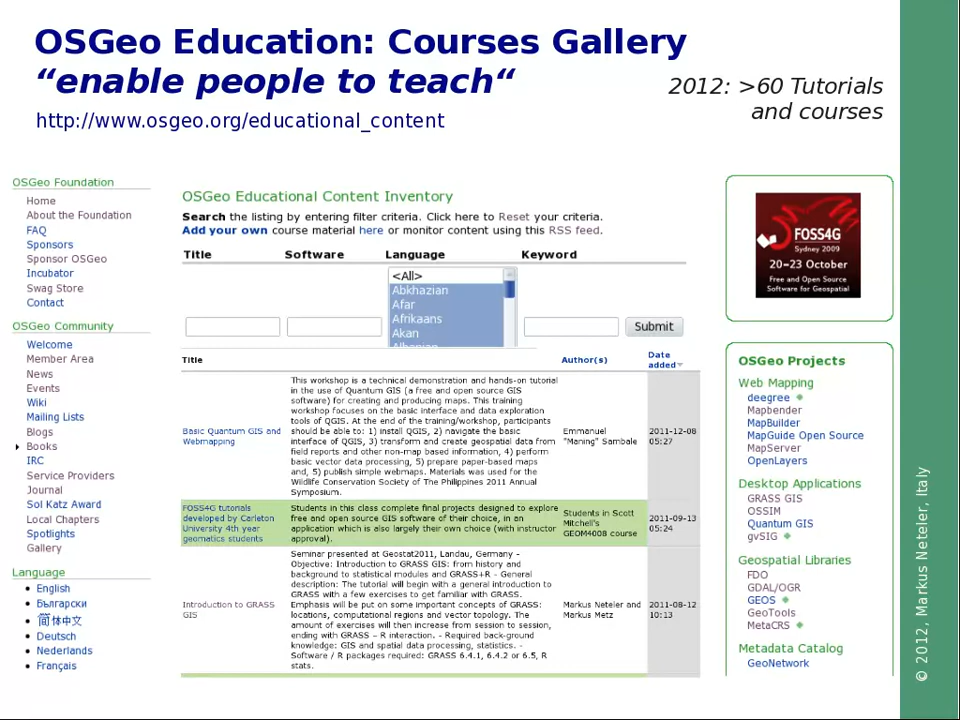 OSGeo Education: Courses Gallery
“enable people to teach“
2012: >60 Tutorials
and courses
http://www.osgeo.org/educational_content
OSGeo Foundation
Home
About the Foundation
FAQ
Sponsors
Sponsor OSGeo
Incubator
Swag Store
Contact
OSGeo Community
Welcome
Member Area
News
Events
Wiki
Mailing Lists
Blogs
Books
IRC
Service Providers
Journal
Sol Katz Award
Local Chapters
Spotlights
Gallery
Language
English
Български
简体中文
Deutsch
Nederlands
Français
OSGeo Educational Content Inventory
Search the listing by entering filter criteria. Click here to Reset your criteria.
Add your own course material here or monitor content using this RSS feed.
Title Software Language Keyword
<All>
Abkhazian
Afar
Afrikaans
Akan
Albanian
Submit
Title Author(s) Date
added
Basic Quantum GIS and
Webmapping
This workshop is a technical demonstration and hands-on tutorial
in the use of Quantum GIS (a free and open source GIS
software) for creating and producing maps. This training
workshop focuses on the basic interface and data exploration
tools of QGIS. At the end of the training/workshop, participants
should be able to: 1) install QGIS, 2) navigate the basic
interface of QGIS, 3) transform and create geospatial data from
field reports and other non-map based information, 4) perform
basic vector data processing, 5) prepare paper-based maps
and, 5) publish simple webmaps. Materials was used for the
Wildlife Conservation Society of The Philippines 2011 Annual
Symposium.
Emmanuel
"Maning" Sambale
2011-12-08
05:27
FOSS4G tutorials
developed by Carleton
University 4th year
geomatics students
Students in this class complete final projects designed to explore
free and open source GIS software of their choice, in an
application which is also largely their own choice (with instructor
approval).
Students in Scott
Mitchell's
GEOM4008 course
2011-09-13
05:24
Introduction to GRASS
GIS
Seminar presented at Geostat2011, Landau, Germany –
Objective: Introduction to GRASS GIS: from history and
background to statistical modules and GRASS+R - General
description: The tutorial will begin with a general introduction to
GRASS with a few exercises to get familiar with GRASS.
Emphasis will be put on some important concepts of GRASS:
locations, computational regions and vector topology. The
amount of exercises will then increase from session to session,
ending with GRASS – R interaction. - Required back-ground
knowledge: GIS and spatial data processing, statistics. -
Software / R packages required: GRASS 6.4.1, 6.4.2 or 6.5, R
stats.
Markus Neteler and
Markus Metz
2011-08-12
10:13
FOSS4G
Sydney 2009
20–23 October
Free and Open Source
Software for Geospatial
OSGeo Projects
Web Mapping
deegree
Mapbender
MapBuilder
MapGuide Open Source
MapServer
OpenLayers
Desktop Applications
GRASS GIS
OSSIM
Quantum GIS
gvSIG
Geospatial Libraries
FDO
GDAL/OGR
GEOS
GeoTools
MetaCRS
Metadata Catalog
GeoNetwork
© 2012, Markus Neteler, Italy